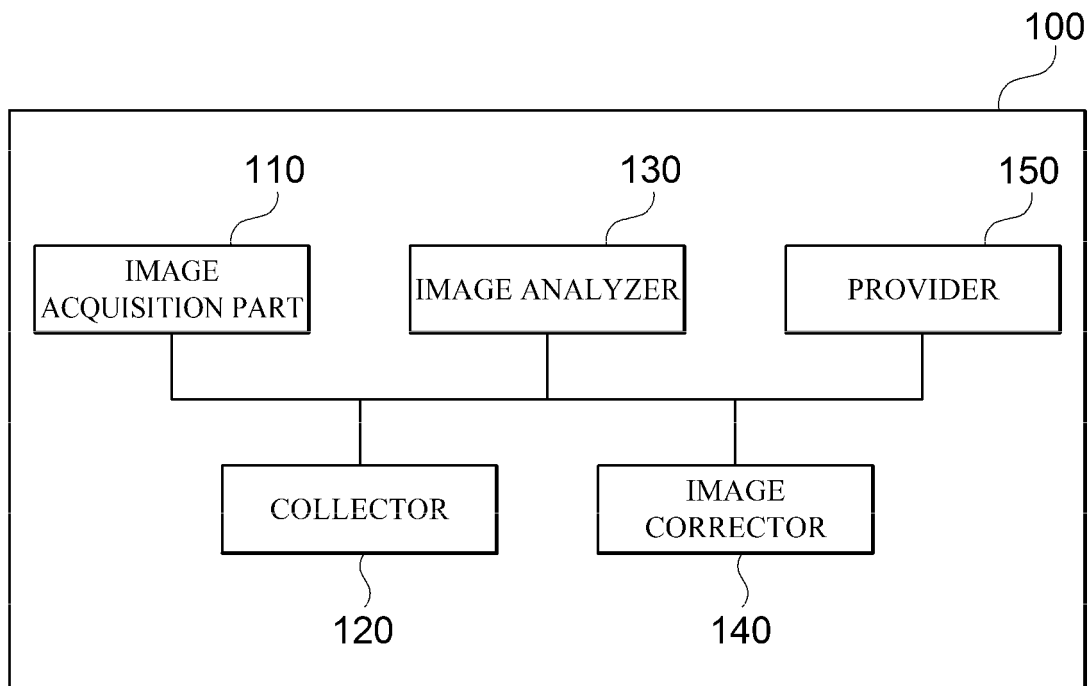 100
110
130
150
IMAGE
ACQUISITION PART
IMAGE ANALYZER
PROVIDER
COLLECTOR
IMAGE
CORRECTOR
120
140